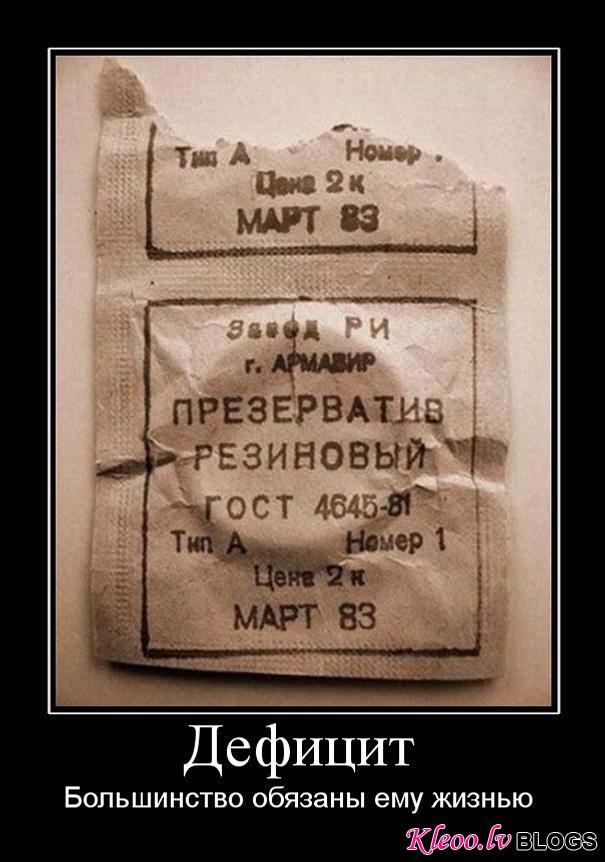 Тип А Номер
Цена 2 к
МАРТ 83
Завод РИ
г. АРМАВИР
ПРЕЗЕРВАТИВ
РЕЗИНОВЫЙ
ГОСТ 4645-81
Тип А Номер 1
Цена 2 к
МАРТ 83
Дефицит
Большинство обязаны ему жизнью
Kleoo.lv BLOGS